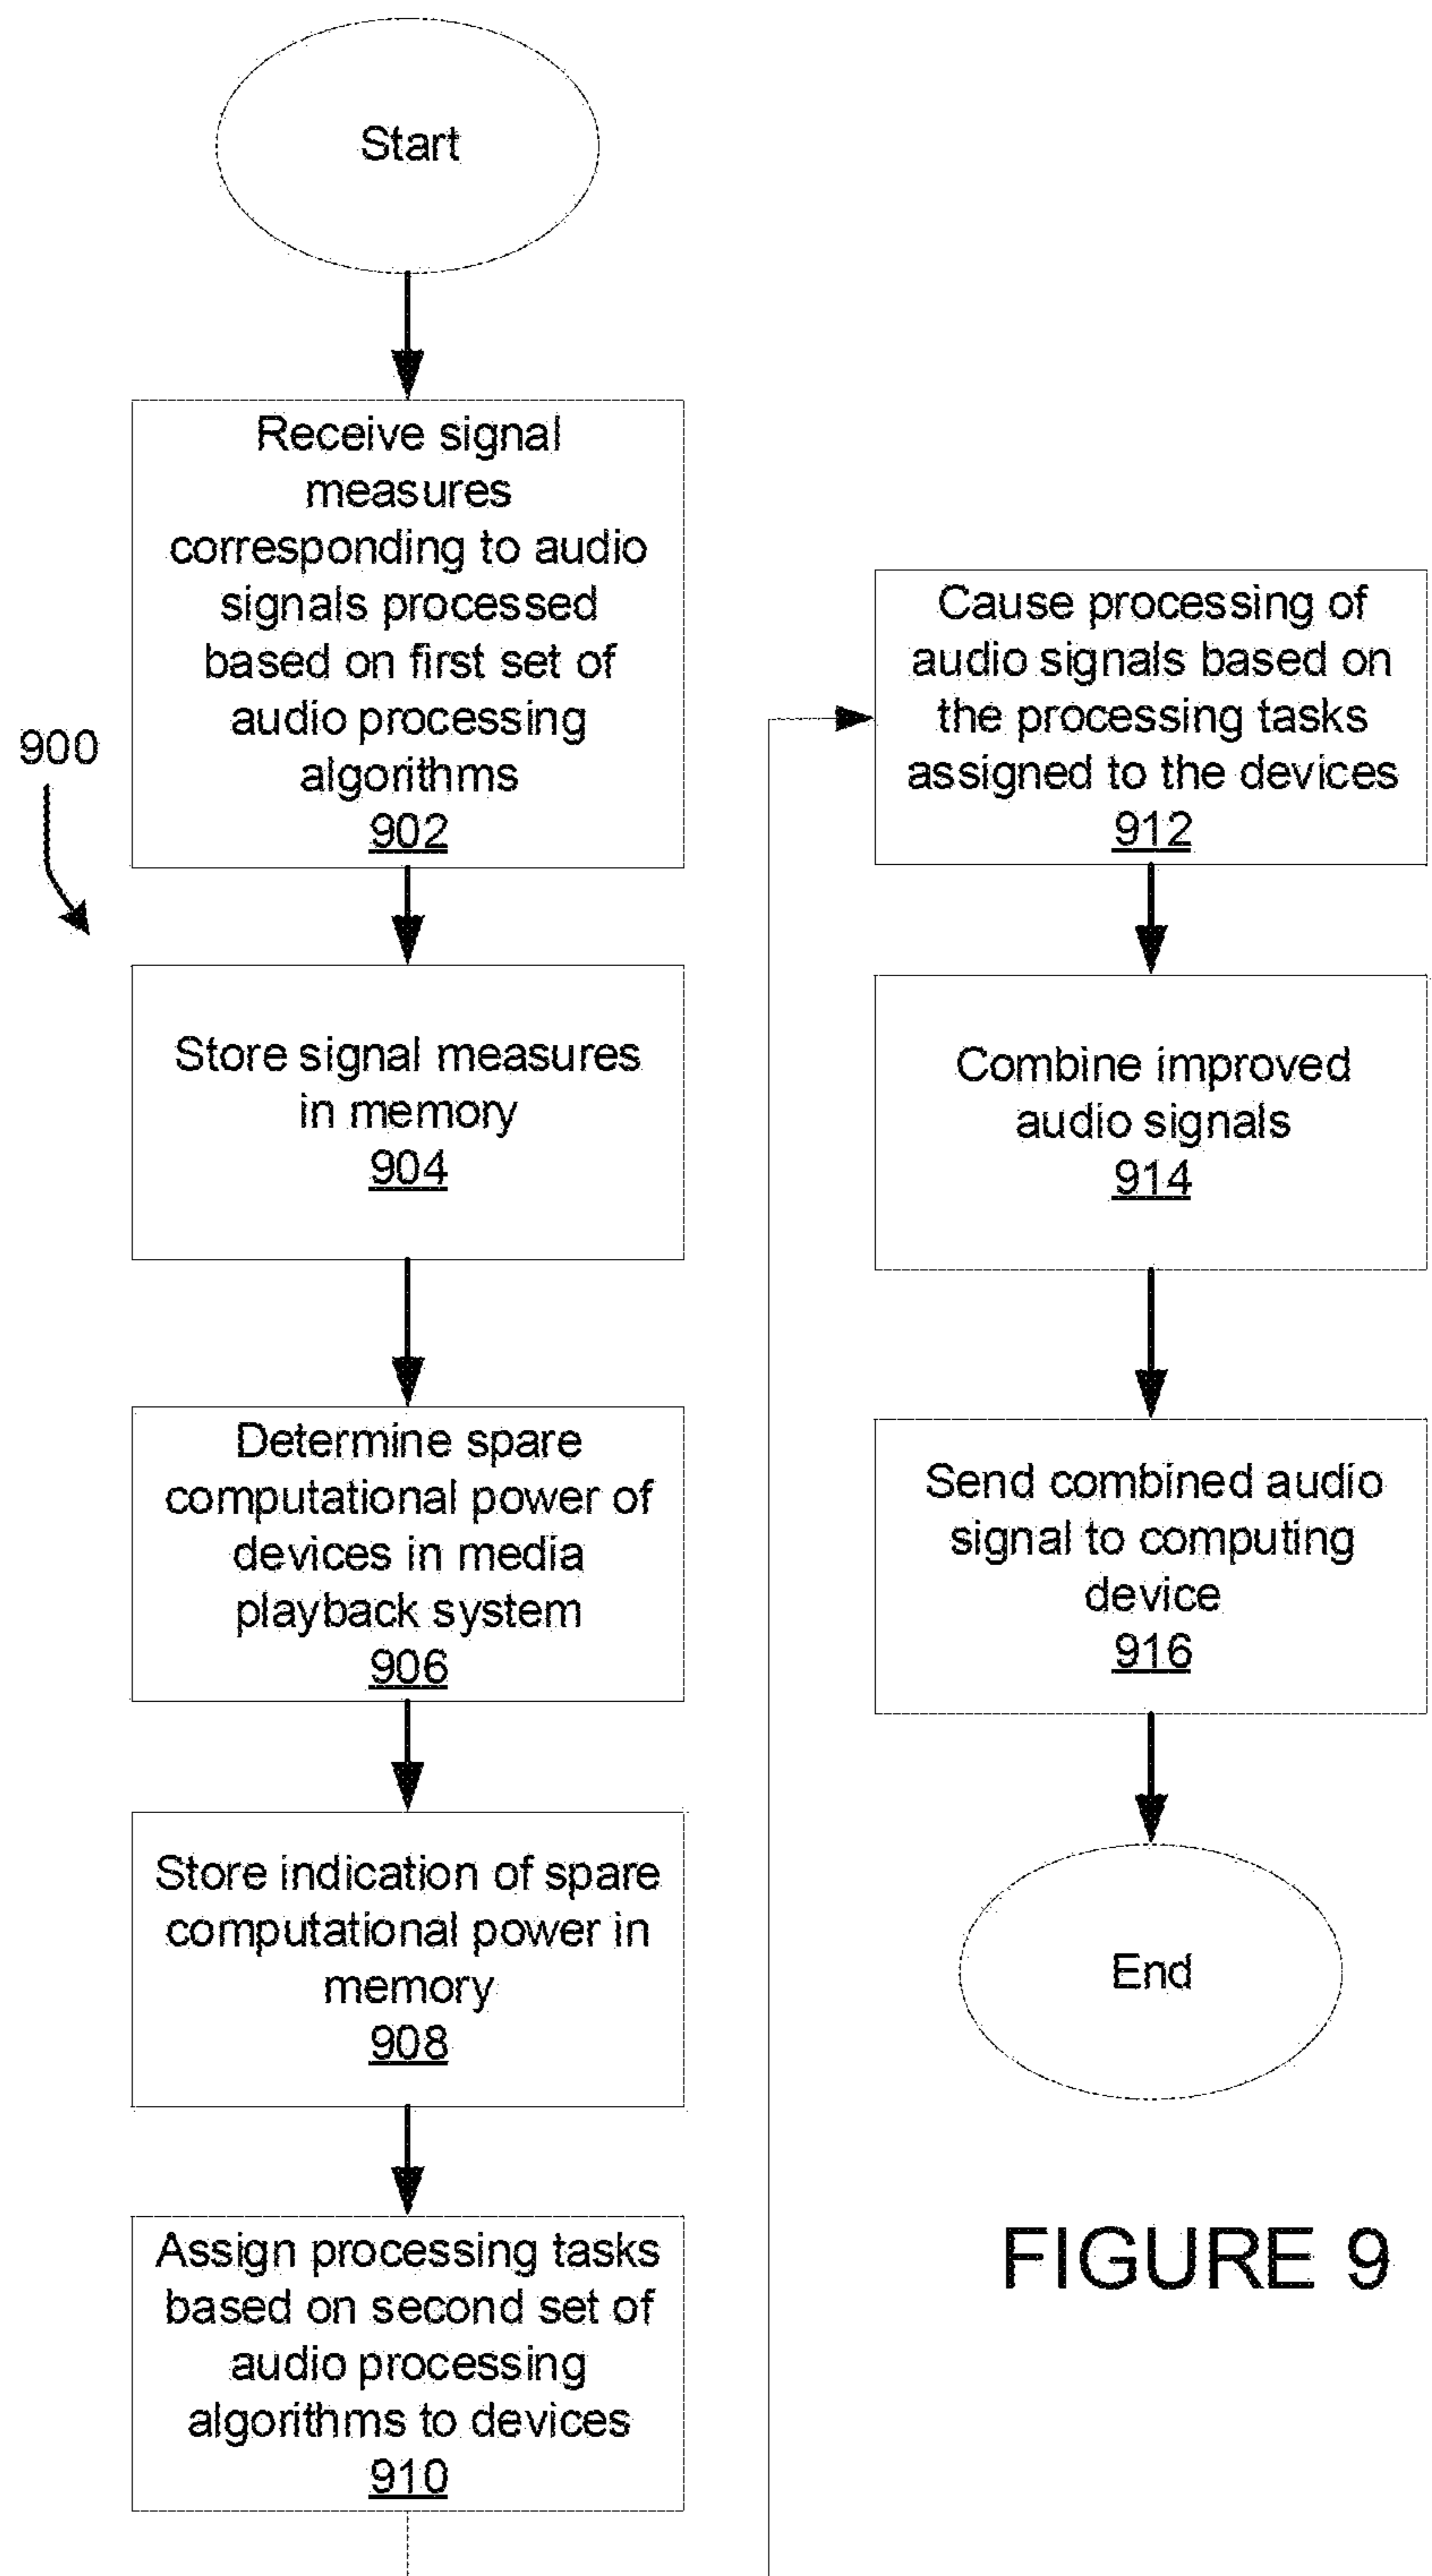 Start
Receive signal
measures
corresponding to audio
signals processed
based on first set of
audio processing
algorithms
902
900
Store signal measures
in memory
904
Determine spare
computational power of
devices in media
playback system
906
Store indication of spare
computational power in
memory
908
Assign processing tasks
based on second set of
audio processing
algorithms to devices
910
Cause processing of
audio signals based on
the processing tasks
assigned to the devices
912
Combine improved
audio signals
914
Send combined audio
signal to computing
device
916
End
FIGURE 9